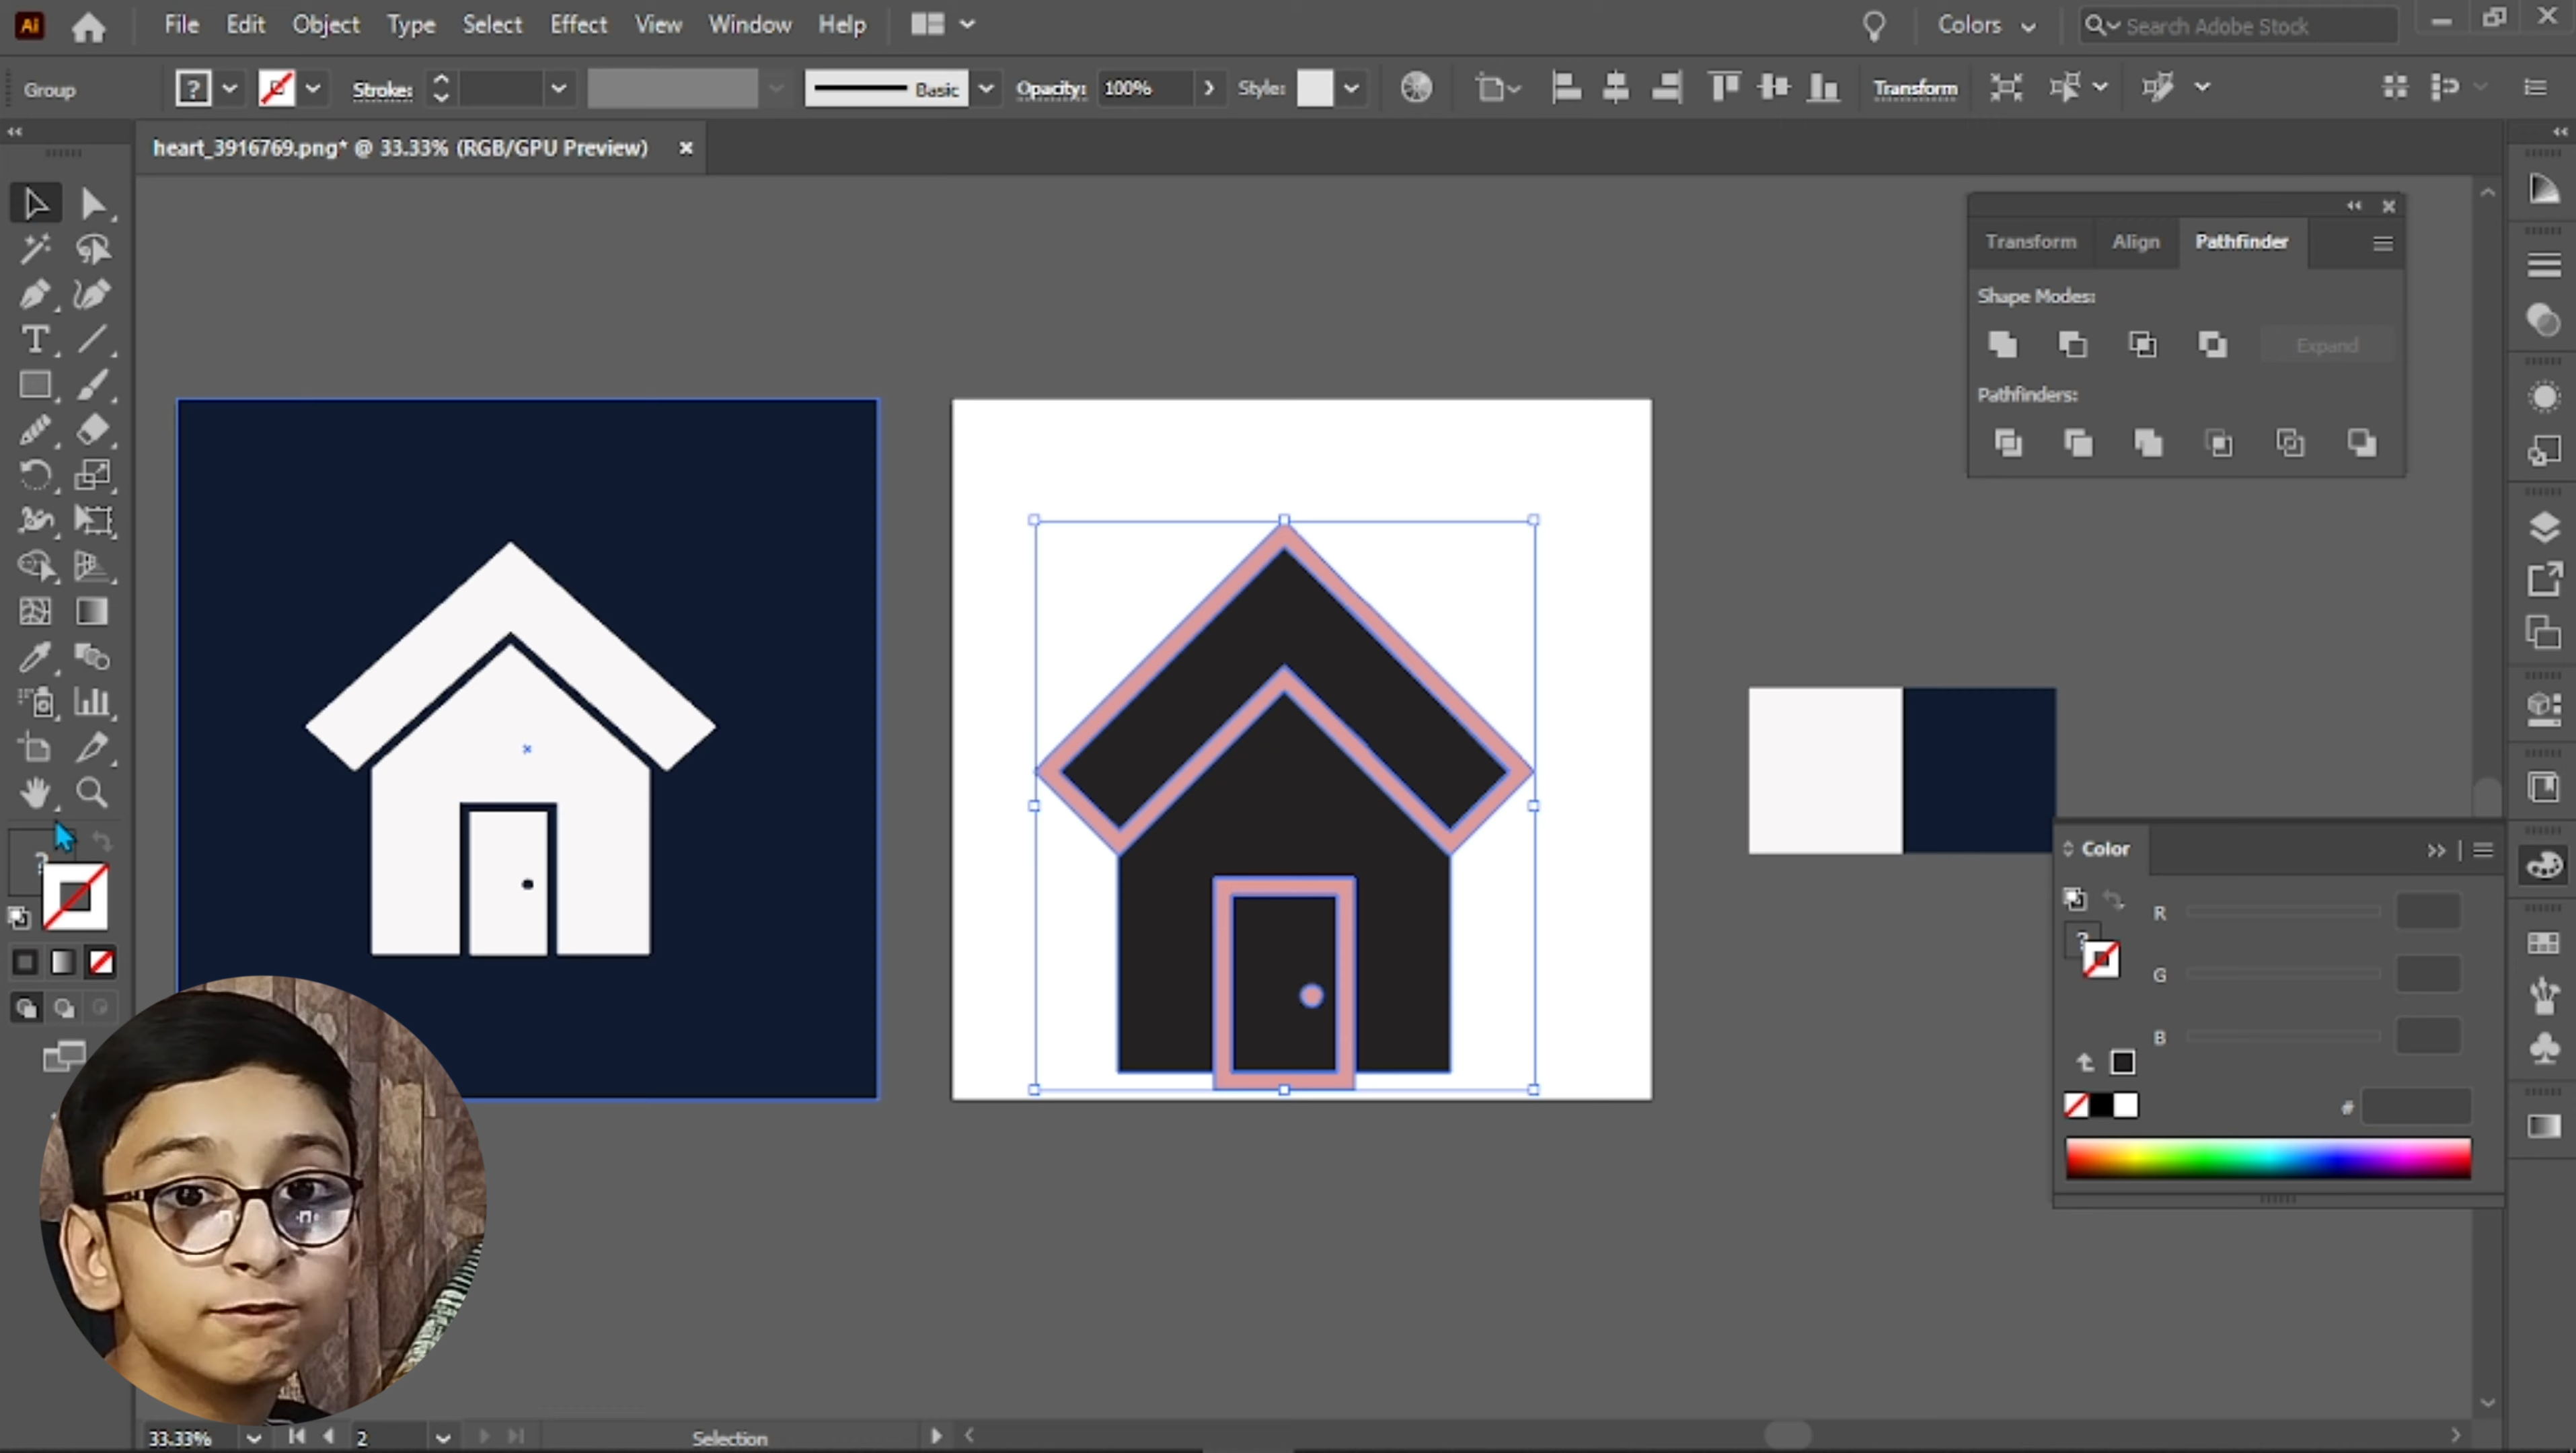 Ai File Edit Object Type Select Effect View Window Help Colors Search Adobe Stock
Group ? Stroke: Basic Opacity: 100% Style: Transform
heart_3916769.png* @ 33.33% (RGB/GPU Preview)
Transform Align Pathfinder
Shape Modes:
Expand
Pathfinders:
Color
?
R
?
G
B
#
33.33% 2 Selection